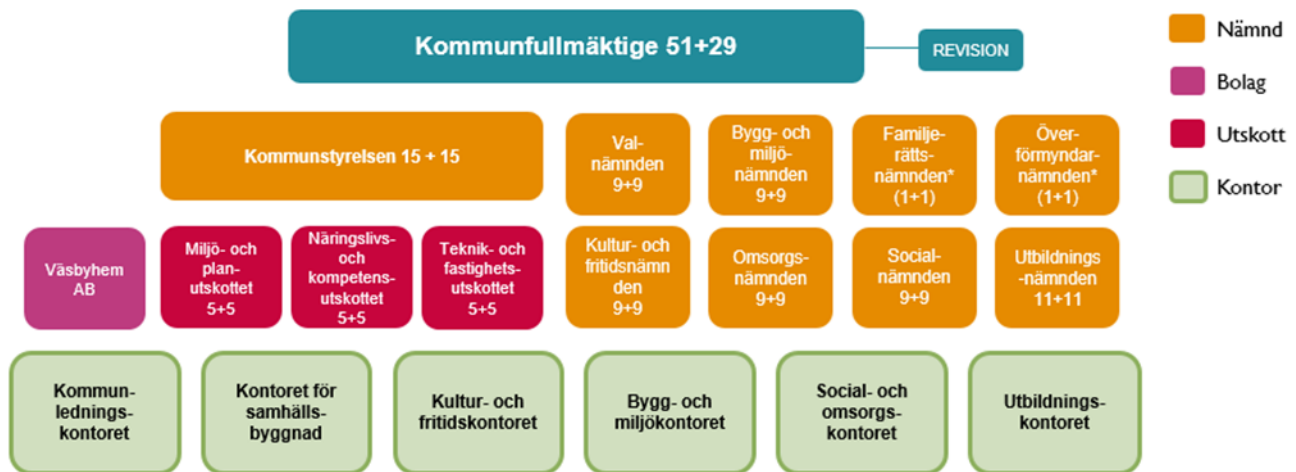 Kommunfullmäktige 51+29
REVISION
Nämnd
Bolag
Utskott
Kontor
Kommunstyrelsen 15 + 15
Val-
nämnden
9+9
Bygg- och
miljö-
nämnden
9+9
Familje-
rätts-
nämnden*
(1+1)
Över-
förmyndar-
nämnden*
(1+1)
Väsbyhem
AB
Miljö- och
plan-
utskottet
5+5
Näringslivs-
och
kompetens-
utskottet
5+5
Teknik- och
fastighets-
utskottet
5+5
Kultur- och
fritidsnämn
den
9+9
Omsorgs-
nämnden
9+9
Social-
nämnden
9+9
Utbildnings
-nämnden
11+11
Kommun-
lednings-
kontoret
Kontoret för
samhälls-
byggnad
Kultur- och
fritidskontoret
Bygg- och
miljökontoret
Social- och
omsorgs-
kontoret
Utbildnings-
kontoret